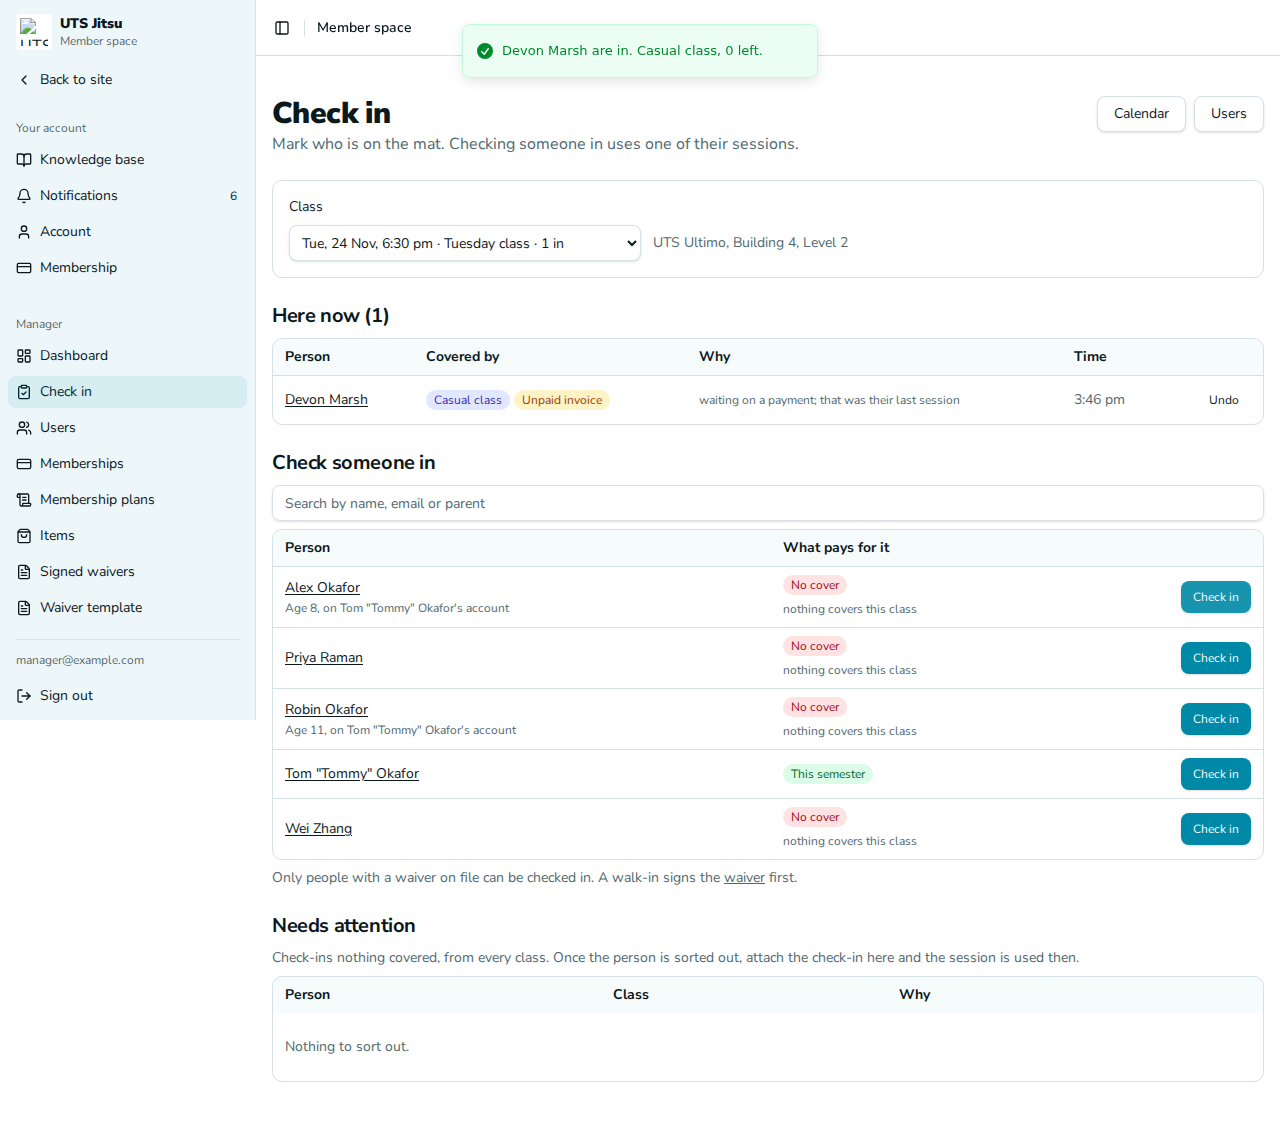 UTS Jitsu
Member space
Back to site
Your account
Knowledge base
Notifications 6
Account
Membership
Manager
Dashboard
Check in
Users
Memberships
Membership plans
Items
Signed waivers
Waiver template
manager@example.com
Sign out
Member space
Devon Marsh are in. Casual class, 0 left.
Check in
Mark who is on the mat. Checking someone in uses one of their sessions.
Calendar Users
Class
Tue, 24 Nov, 6:30 pm · Tuesday class · 1 in
UTS Ultimo, Building 4, Level 2
Here now (1)
Person Covered by Why Time
Devon Marsh Casual class Unpaid invoice waiting on a payment; that was their last session 3:46 pm Undo
Check someone in
Search by name, email or parent
Person What pays for it
Alex Okafor No cover Check in
Age 8, on Tom "Tommy" Okafor's account nothing covers this class
Priya Raman No cover Check in
nothing covers this class
Robin Okafor No cover Check in
Age 11, on Tom "Tommy" Okafor's account nothing covers this class
Tom "Tommy" Okafor This semester Check in
Wei Zhang No cover Check in
nothing covers this class
Only people with a waiver on file can be checked in. A walk-in signs the waiver first.
Needs attention
Check-ins nothing covered, from every class. Once the person is sorted out, attach the check-in here and the session is used then.
Person Class Why
Nothing to sort out.